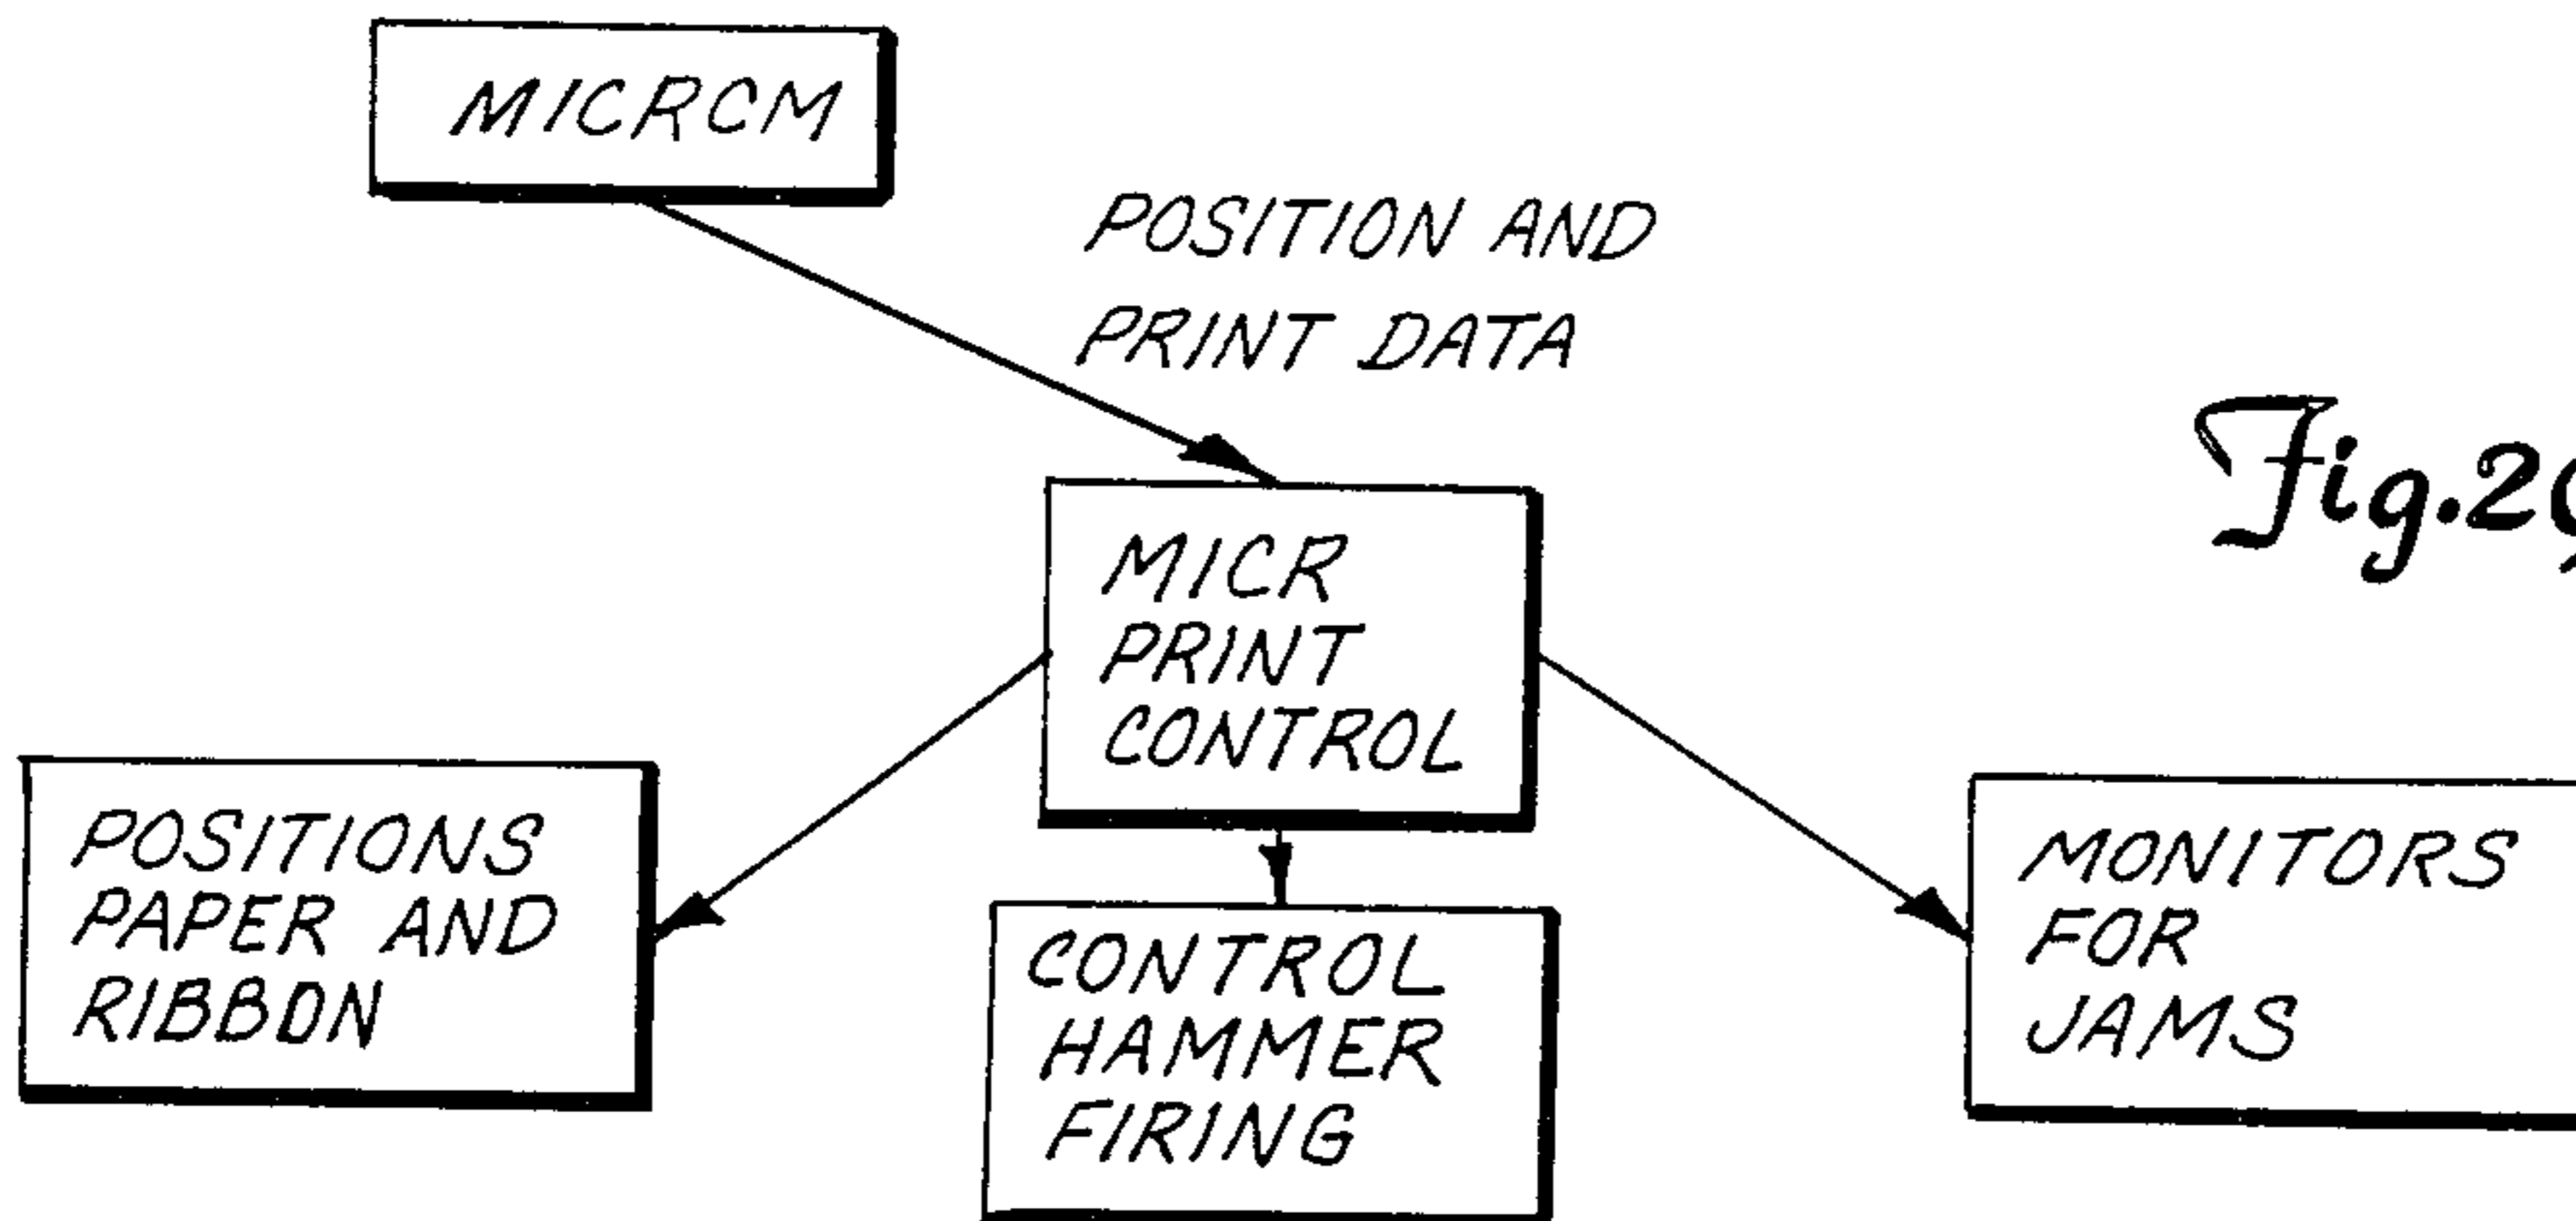 MICRCM
POSITION AND
PRINT DATA
MICR
PRINT
CONTROL
POSITIONS
PAPER AND
RIBBON
CONTROL
HAMMER
FIRING
MONITORS
FOR
JAMS